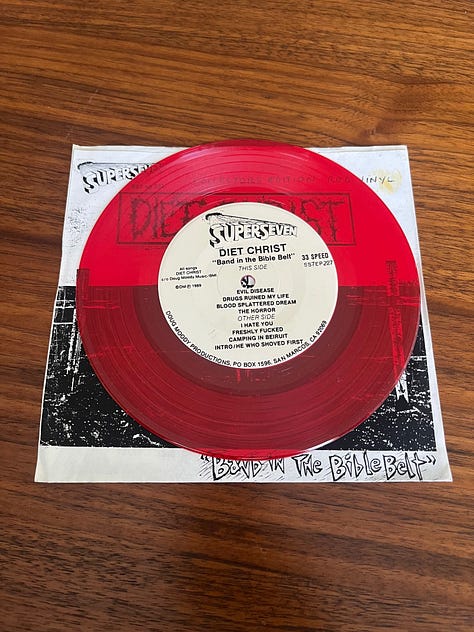 SUPERSEVEN
EDITION RED VINYL
DIET CHRIST
SUPERSEVEN
DIET CHRIST
"Band in the Bible Belt"
THIS SIDE
33 SPEED
all songs
DIET CHRIST
c/o Doug Moody Music-BMI
1989
EVIL DISEASE
DRUGS RUINED MY LIFE
BLOOD SPLATTERED DREAM
THE HORROR
OTHER SIDE
I HATE YOU
FRESHLY FUCKED
CAMPING IN BEIRUIT
INTRO/HE WHO SHOVED FIRST
DOUG MOODY PRODUCTIONS, PO BOX 1596, SAN MARCOS, CA 92069
"BAND IN THE BiBLE BELT"